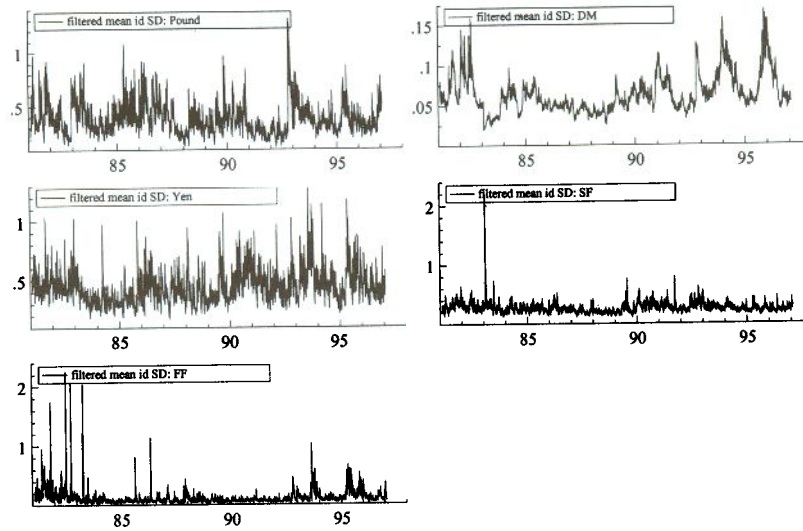 filtered mean id SD: Pound
1
.5
85 90 95
filtered mean id SD: DM
.15
.1
.05
85 90 95
filtered mean id SD: Yen
1
.5
85 90 95
filtered mean id SD: SF
2
1
85 90 95
filtered mean id SD: FF
2
1
85 90 95